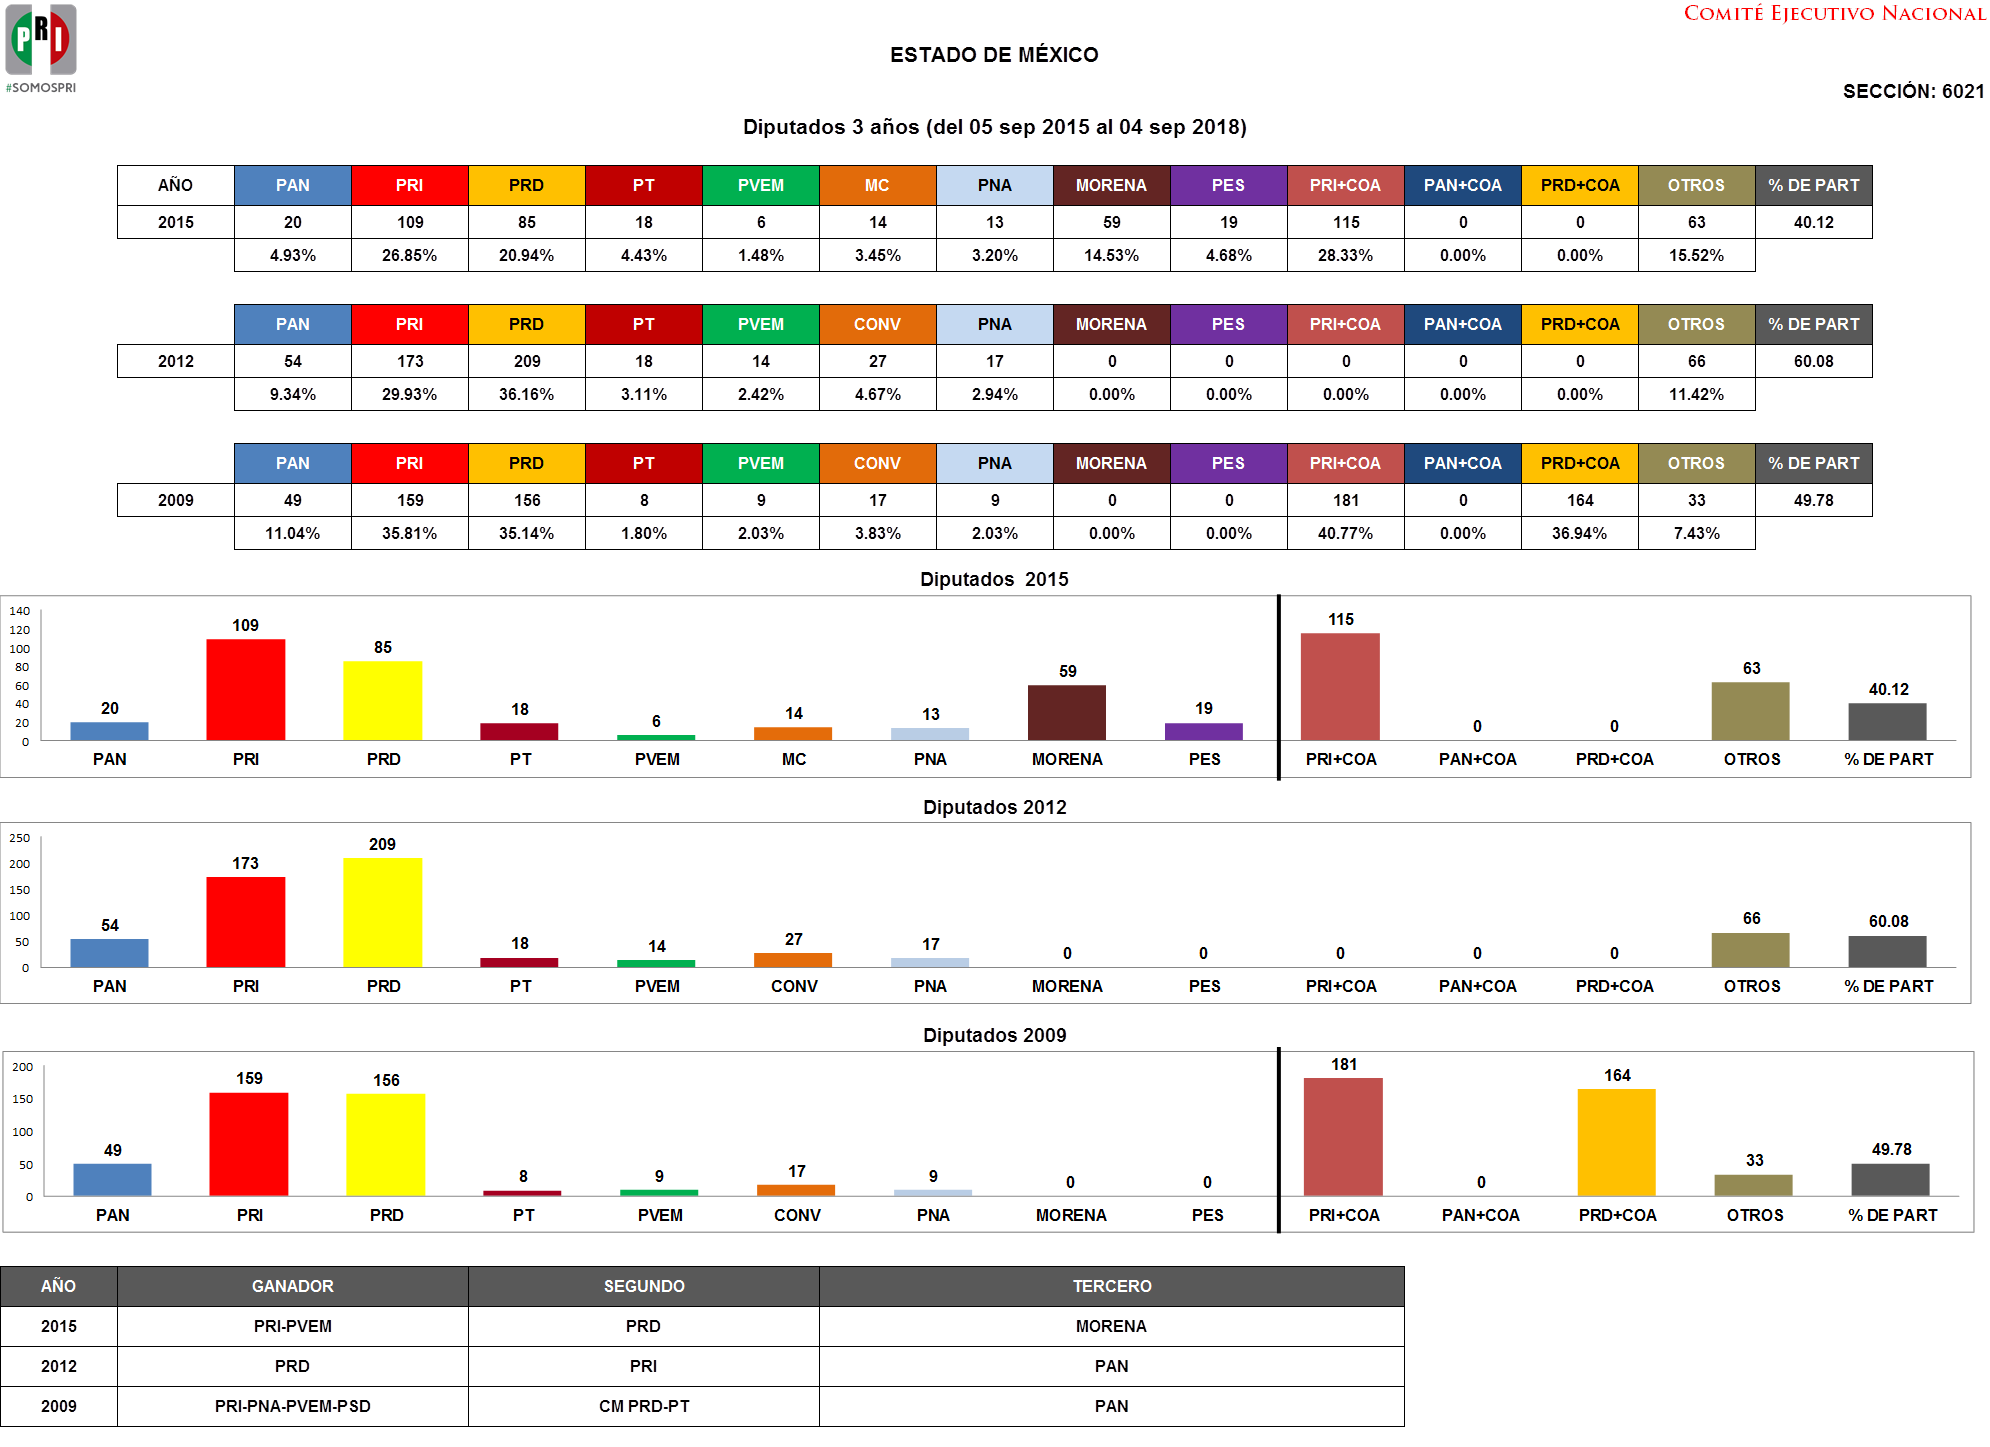 COMITÉ EJECUTIVO NACIONAL
PRI
#SOMOSPRI
ESTADO DE MÉXICO
SECCIÓN: 6021
Diputados 3 años (del 05 sep 2015 al 04 sep 2018)
AÑO PAN PRI PRD PT PVEM MC PNA MORENA PES PRI+COA PAN+COA PRD+COA OTROS % DE PART
2015 20 109 85 18 6 14 13 59 19 115 0 0 63 40.12
4.93% 26.85% 20.94% 4.43% 1.48% 3.45% 3.20% 14.53% 4.68% 28.33% 0.00% 0.00% 15.52%
PAN PRI PRD PT PVEM CONV PNA MORENA PES PRI+COA PAN+COA PRD+COA OTROS % DE PART
2012 54 173 209 18 14 27 17 0 0 0 0 0 66 60.08
9.34% 29.93% 36.16% 3.11% 2.42% 4.67% 2.94% 0.00% 0.00% 0.00% 0.00% 0.00% 11.42%
PAN PRI PRD PT PVEM CONV PNA MORENA PES PRI+COA PAN+COA PRD+COA OTROS % DE PART
2009 49 159 156 8 9 17 9 0 0 181 0 164 33 49.78
11.04% 35.81% 35.14% 1.80% 2.03% 3.83% 2.03% 0.00% 0.00% 40.77% 0.00% 36.94% 7.43%
Diputados 2015
140
120
100
80
60
40
20
0
20 109 85 18 6 14 13 59 19 115 0 0 63 40.12
PAN PRI PRD PT PVEM MC PNA MORENA PES PRI+COA PAN+COA PRD+COA OTROS % DE PART
Diputados 2012
250
200
150
100
50
0
54 173 209 18 14 27 17 0 0 0 0 0 66 60.08
PAN PRI PRD PT PVEM CONV PNA MORENA PES PRI+COA PAN+COA PRD+COA OTROS % DE PART
Diputados 2009
200
150
100
50
0
49 159 156 8 9 17 9 0 0 181 0 164 33 49.78
PAN PRI PRD PT PVEM CONV PNA MORENA PES PRI+COA PAN+COA PRD+COA OTROS % DE PART
AÑO GANADOR SEGUNDO TERCERO
2015 PRI-PVEM PRD MORENA
2012 PRD PRI PAN
2009 PRI-PNA-PVEM-PSD CM PRD-PT PAN